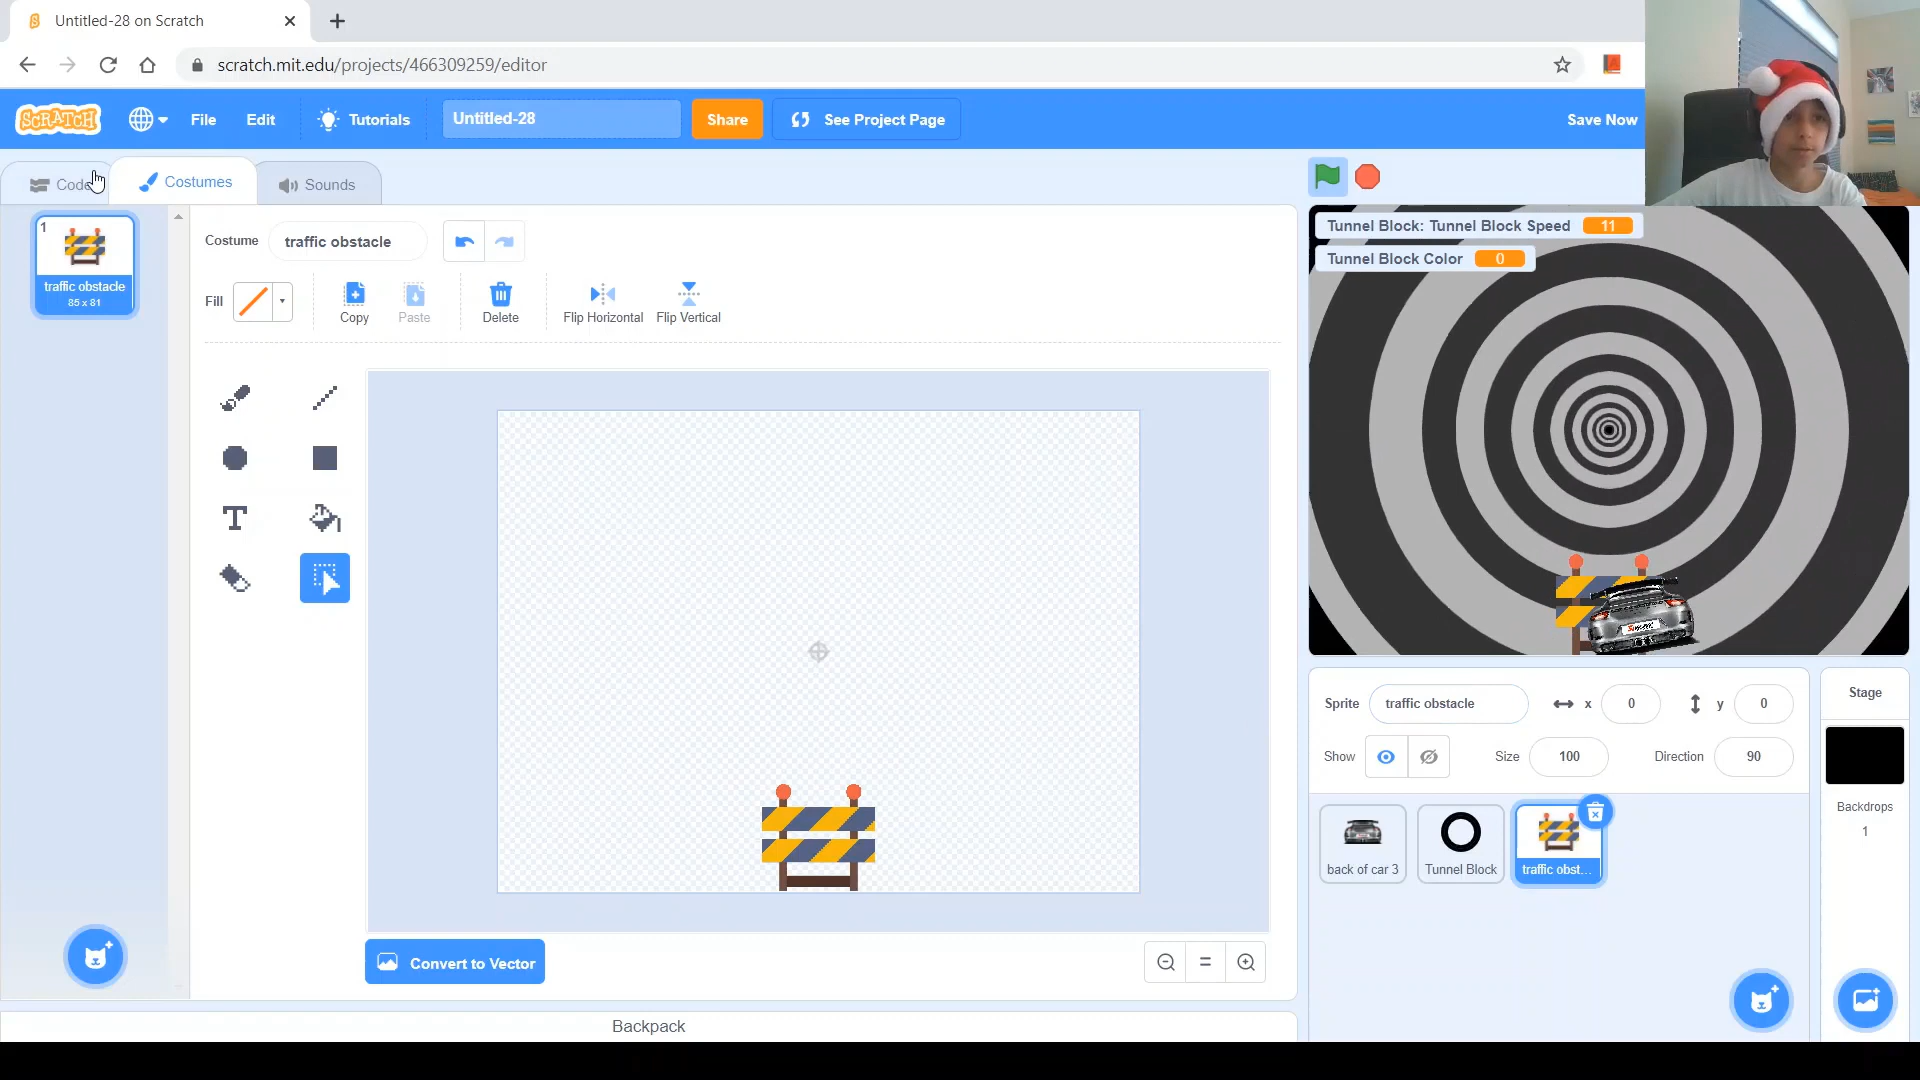 Untitled-28 on Scratch
scratch.mit.edu/projects/466309259/editor
SCRATCH
File
Edit
Tutorials
Untitled-28
Share
See Project Page
Save Now
Code
Costumes
Sounds
1
traffic obstacle
85 x 81
Costume
traffic obstacle
Fill
Copy
Paste
Delete
Flip Horizontal
Flip Vertical
T
Convert to Vector
Backpack
Tunnel Block: Tunnel Block Speed 11
Tunnel Block Color 0
Sprite
traffic obstacle
x 0
y 0
Show
Size 100
Direction 90
back of car 3
Tunnel Block
traffic obst...
Stage
Backdrops
1